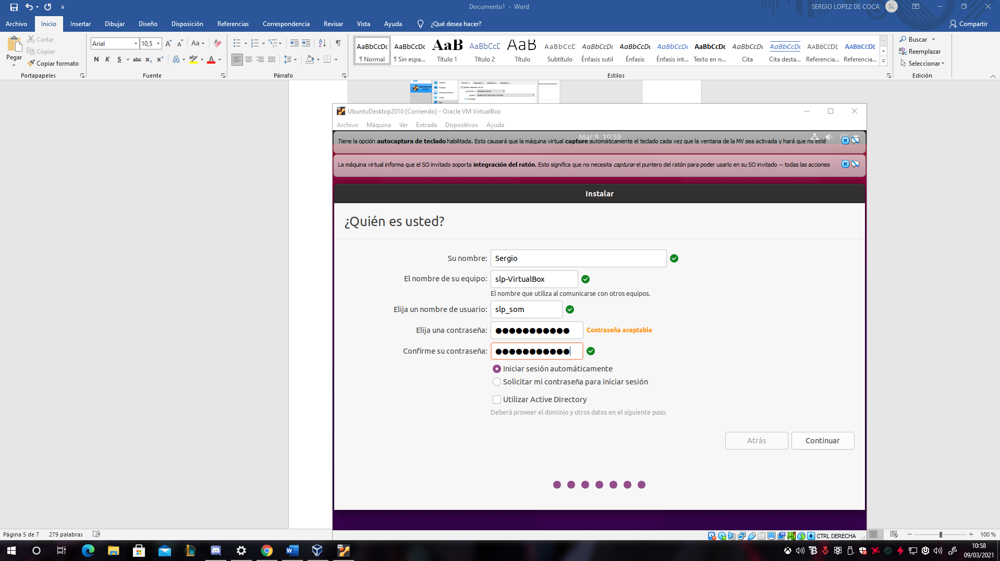 Documento1 - Word
SERGIO LOPEZ DE COCA
SL
Archivo
Inicio
Insertar
Dibujar
Diseño
Disposición
Referencias
Correspondencia
Revisar
Vista
Ayuda
¿Qué desea hacer?
Compartir
Pegar
Cortar
Copiar
Copiar formato
Portapapeles
Arial
10,5
Aa
N K S abc x₂ x²
Fuente
Párrafo
AaBbCcDc
¶ Normal
AaBbCcDc
¶ Sin espa...
AaB
Título 1
AaBbCcD
Título 2
AaB
Título
AaBbCcD
Subtítulo
AaBbCcDc
Énfasis sutil
AaBbCcDc
Énfasis
AaBbCcDc
Énfasis int...
AaBbCcDc
Texto en n...
AaBbCcDc
Cita
AaBbCcDc
Cita desta...
AABBCCDE
Referencia...
AABBCCDE
Referencia...
Estilos
Buscar
Reemplazar
Seleccionar
Edición
Sistema
Pantalla
Almacenamiento
Audio
Red
UbuntuDesktop2010 [Corriendo] - Oracle VM VirtualBox
Archivo Máquina Ver Entrada Dispositivos Ayuda
Mar 9 10:59
Tiene la opción autocaptura de teclado habilitada. Esto causará que la máquina virtual capture automáticamente el teclado cada vez que la ventana de la MV sea activada y hará que no esté
La máquina virtual informa que el SO invitado soporta integración del ratón. Esto significa que no necesita capturar el puntero del ratón para poder usarlo en su SO invitado -- todas las acciones
Instalar
¿Quién es usted?
Su nombre: Sergio
El nombre de su equipo: slp-VirtualBox
El nombre que utiliza al comunicarse con otros equipos.
Elija un nombre de usuario: slp_som
Elija una contraseña: ●●●●●●●●●●● Contraseña aceptable
Confirme su contraseña: ●●●●●●●●●●●
Iniciar sesión automáticamente
Solicitar mi contraseña para iniciar sesión
Utilizar Active Directory
Deberá proveer el dominio y otros datos en el siguiente paso.
Atrás
Continuar
CTRL DERECHA
Página 5 de 7
279 palabras
100 %
10:58
09/03/2021